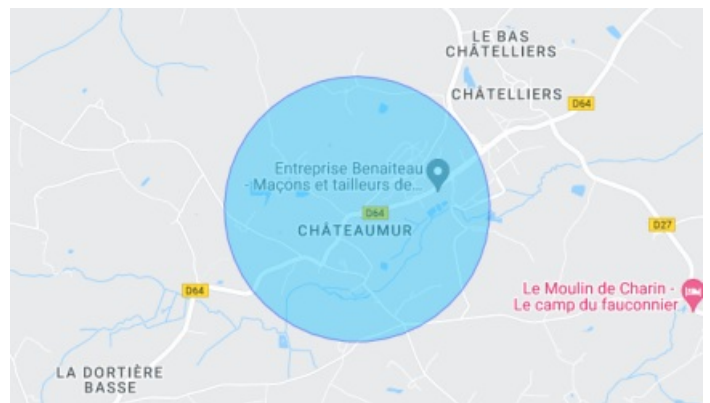 LE BAS
CHÂTELLIERS
CHÂTELLIERS
D64
Entreprise Benaiteau
- Maçons et tailleurs de...
D64
CHÂTEAUMUR
D27
Le Moulin de Charin -
Le camp du fauconnier
D64
LA DORTIÈRE
BASSE